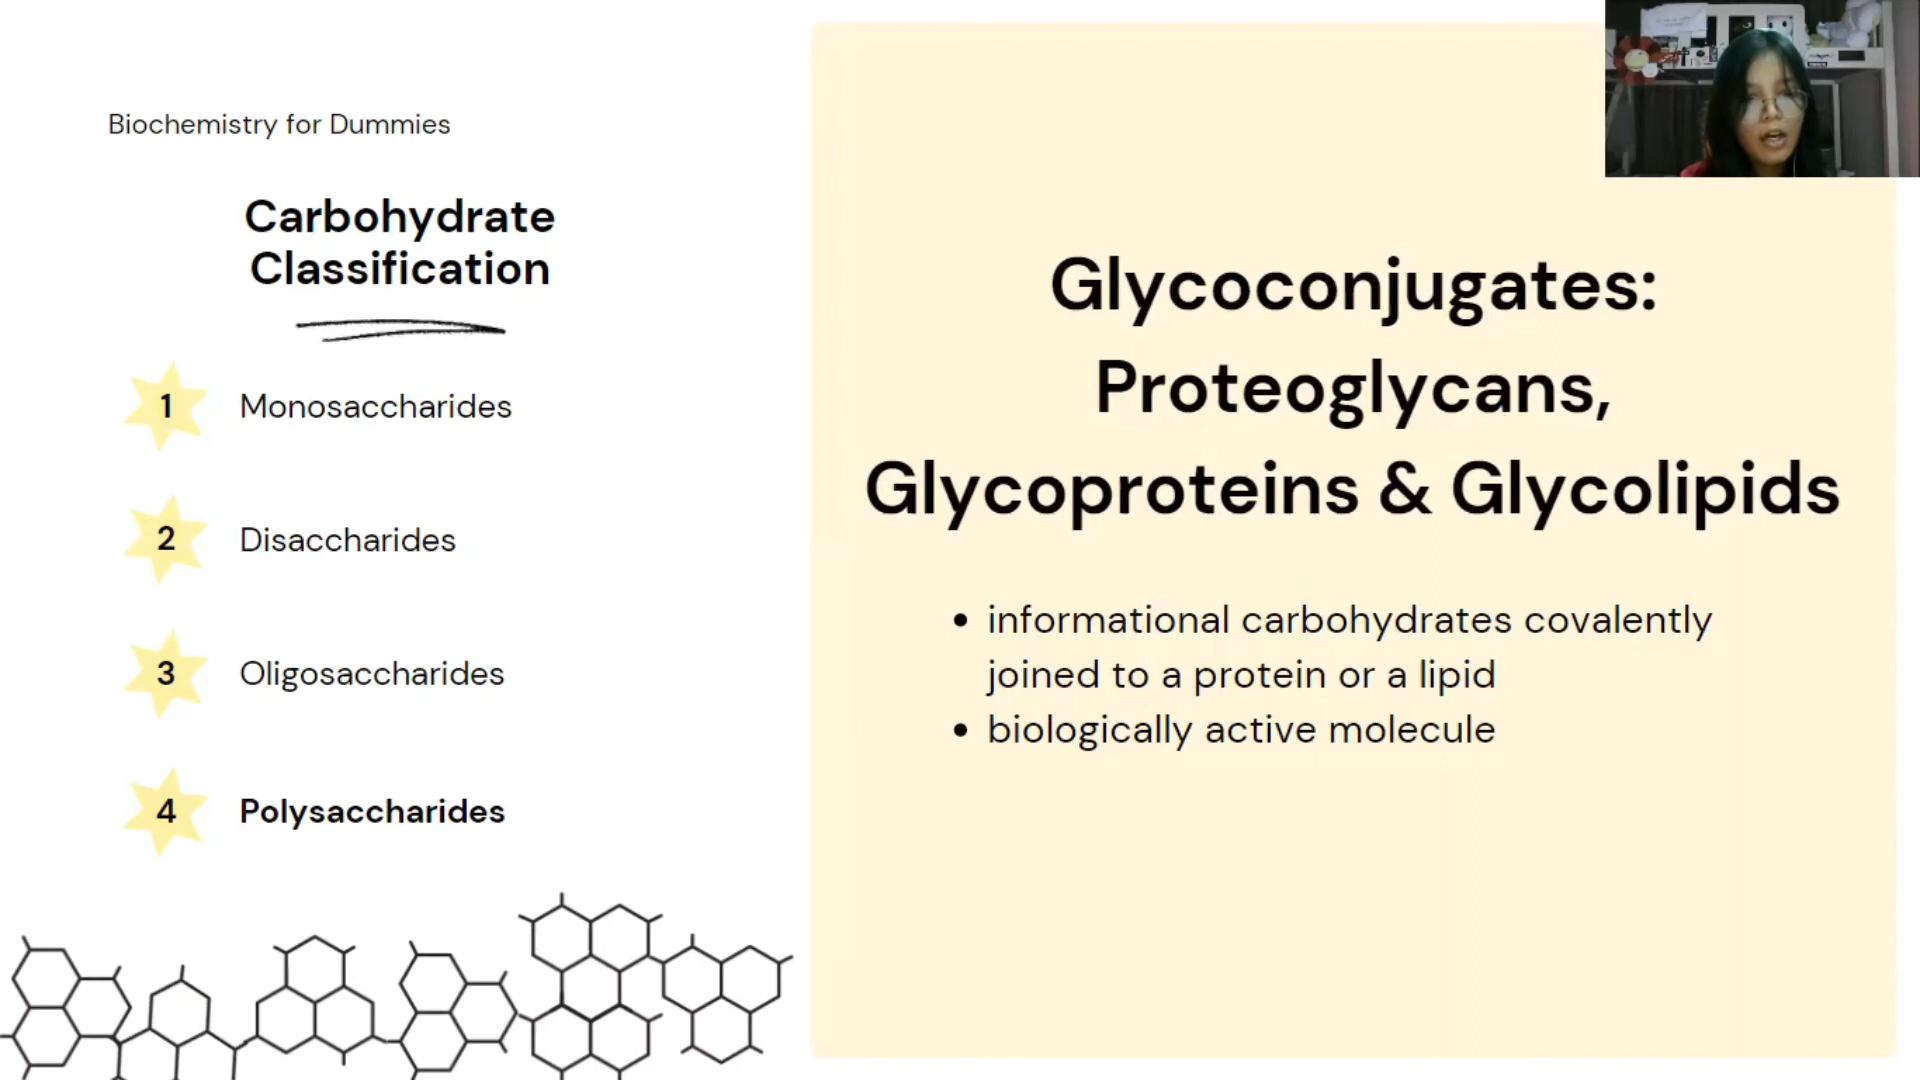 Biochemistry for Dummies
Carbohydrate
Classification
1 Monosaccharides
2 Disaccharides
3 Oligosaccharides
4 Polysaccharides
Glycoconjugates:
Proteoglycans,
Glycoproteins & Glycolipids
• informational carbohydrates covalently
joined to a protein or a lipid
• biologically active molecule